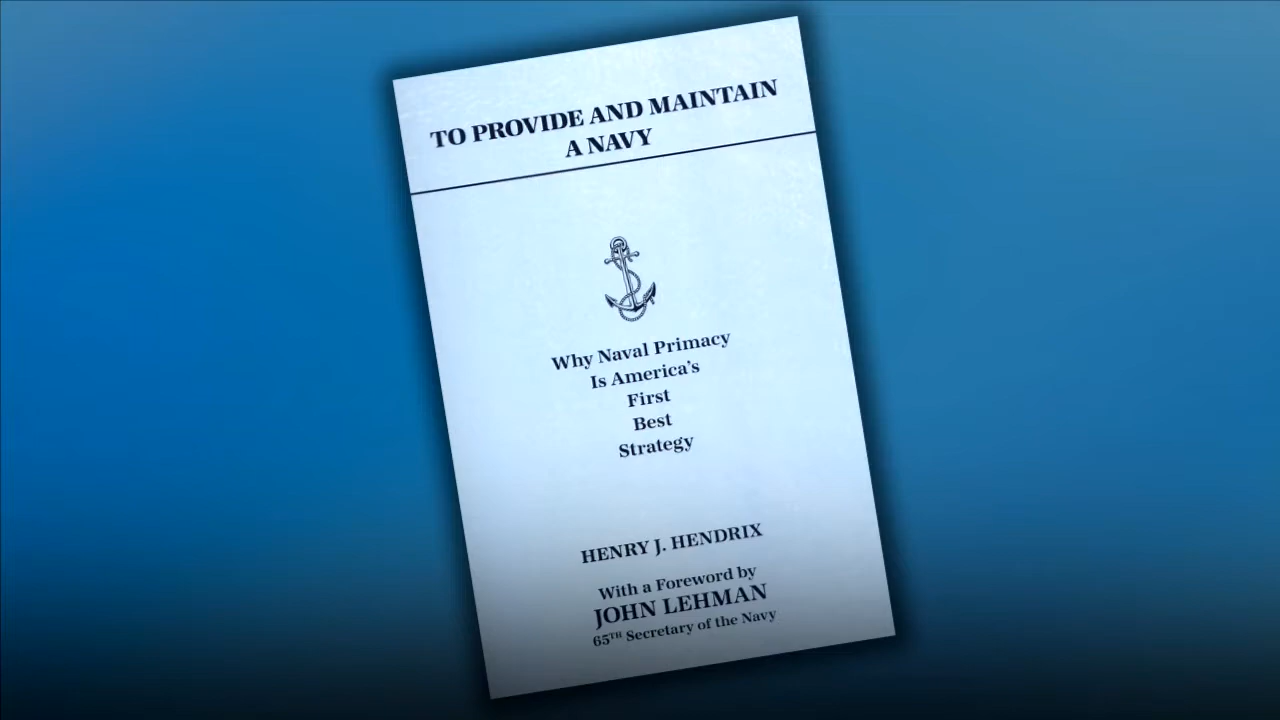 TO PROVIDE AND MAINTAIN
A NAVY
Why Naval Primacy
Is America's
First
Best
Strategy
HENRY J. HENDRIX
With a Foreword by
JOHN LEHMAN
65TH Secretary of the Navy